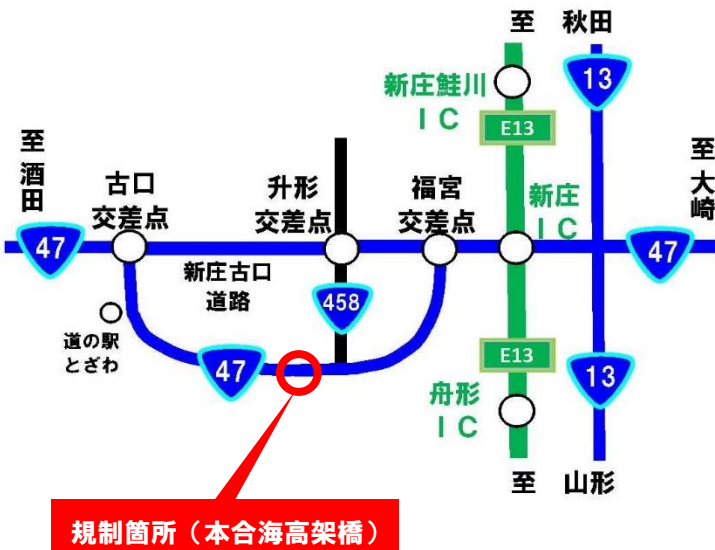 至 秋田
13
新庄鮭川
ＩＣ
E13
至酒田
古口
交差点
升形
交差点
福宮
交差点
新庄
ＩＣ
至大崎
47
47
新庄古口
道路
458
道の駅
とざわ
47
E13
13
舟形
ＩＣ
至 山形
規制箇所（本合海高架橋）